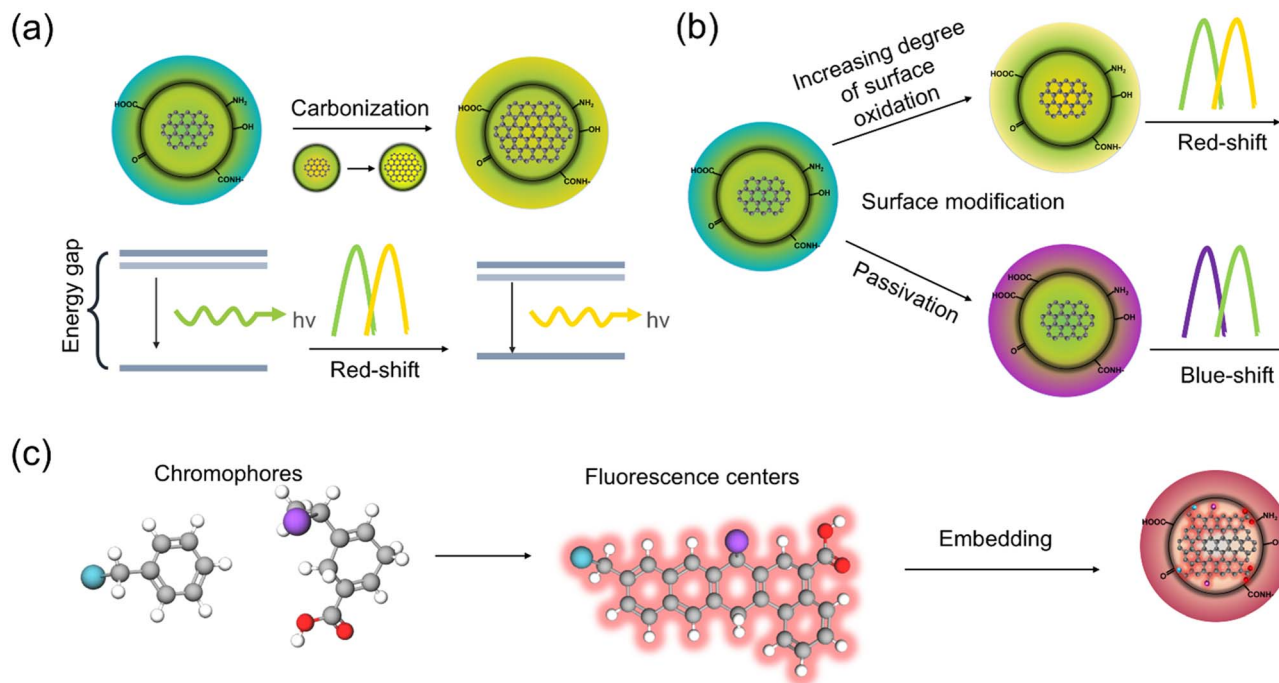 (a)
HOOC
NH₂
OH
O
CONH-
Carbonization
HOOC
NH₂
OH
O
CONH-
Energy gap
hv
Red-shift
hv
(b)
Increasing degree
of surface
oxidation
HOOC
NH₂
OH
O
CONH-
Red-shift
HOOC
NH₂
OH
O
CONH-
Surface modification
Passivation
HOOC
HOOC
NH₂
OH
O
CONH-
Blue-shift
(c)
Chromophores
Fluorescence centers
Embedding
HOOC
NH₂
O
CONH-